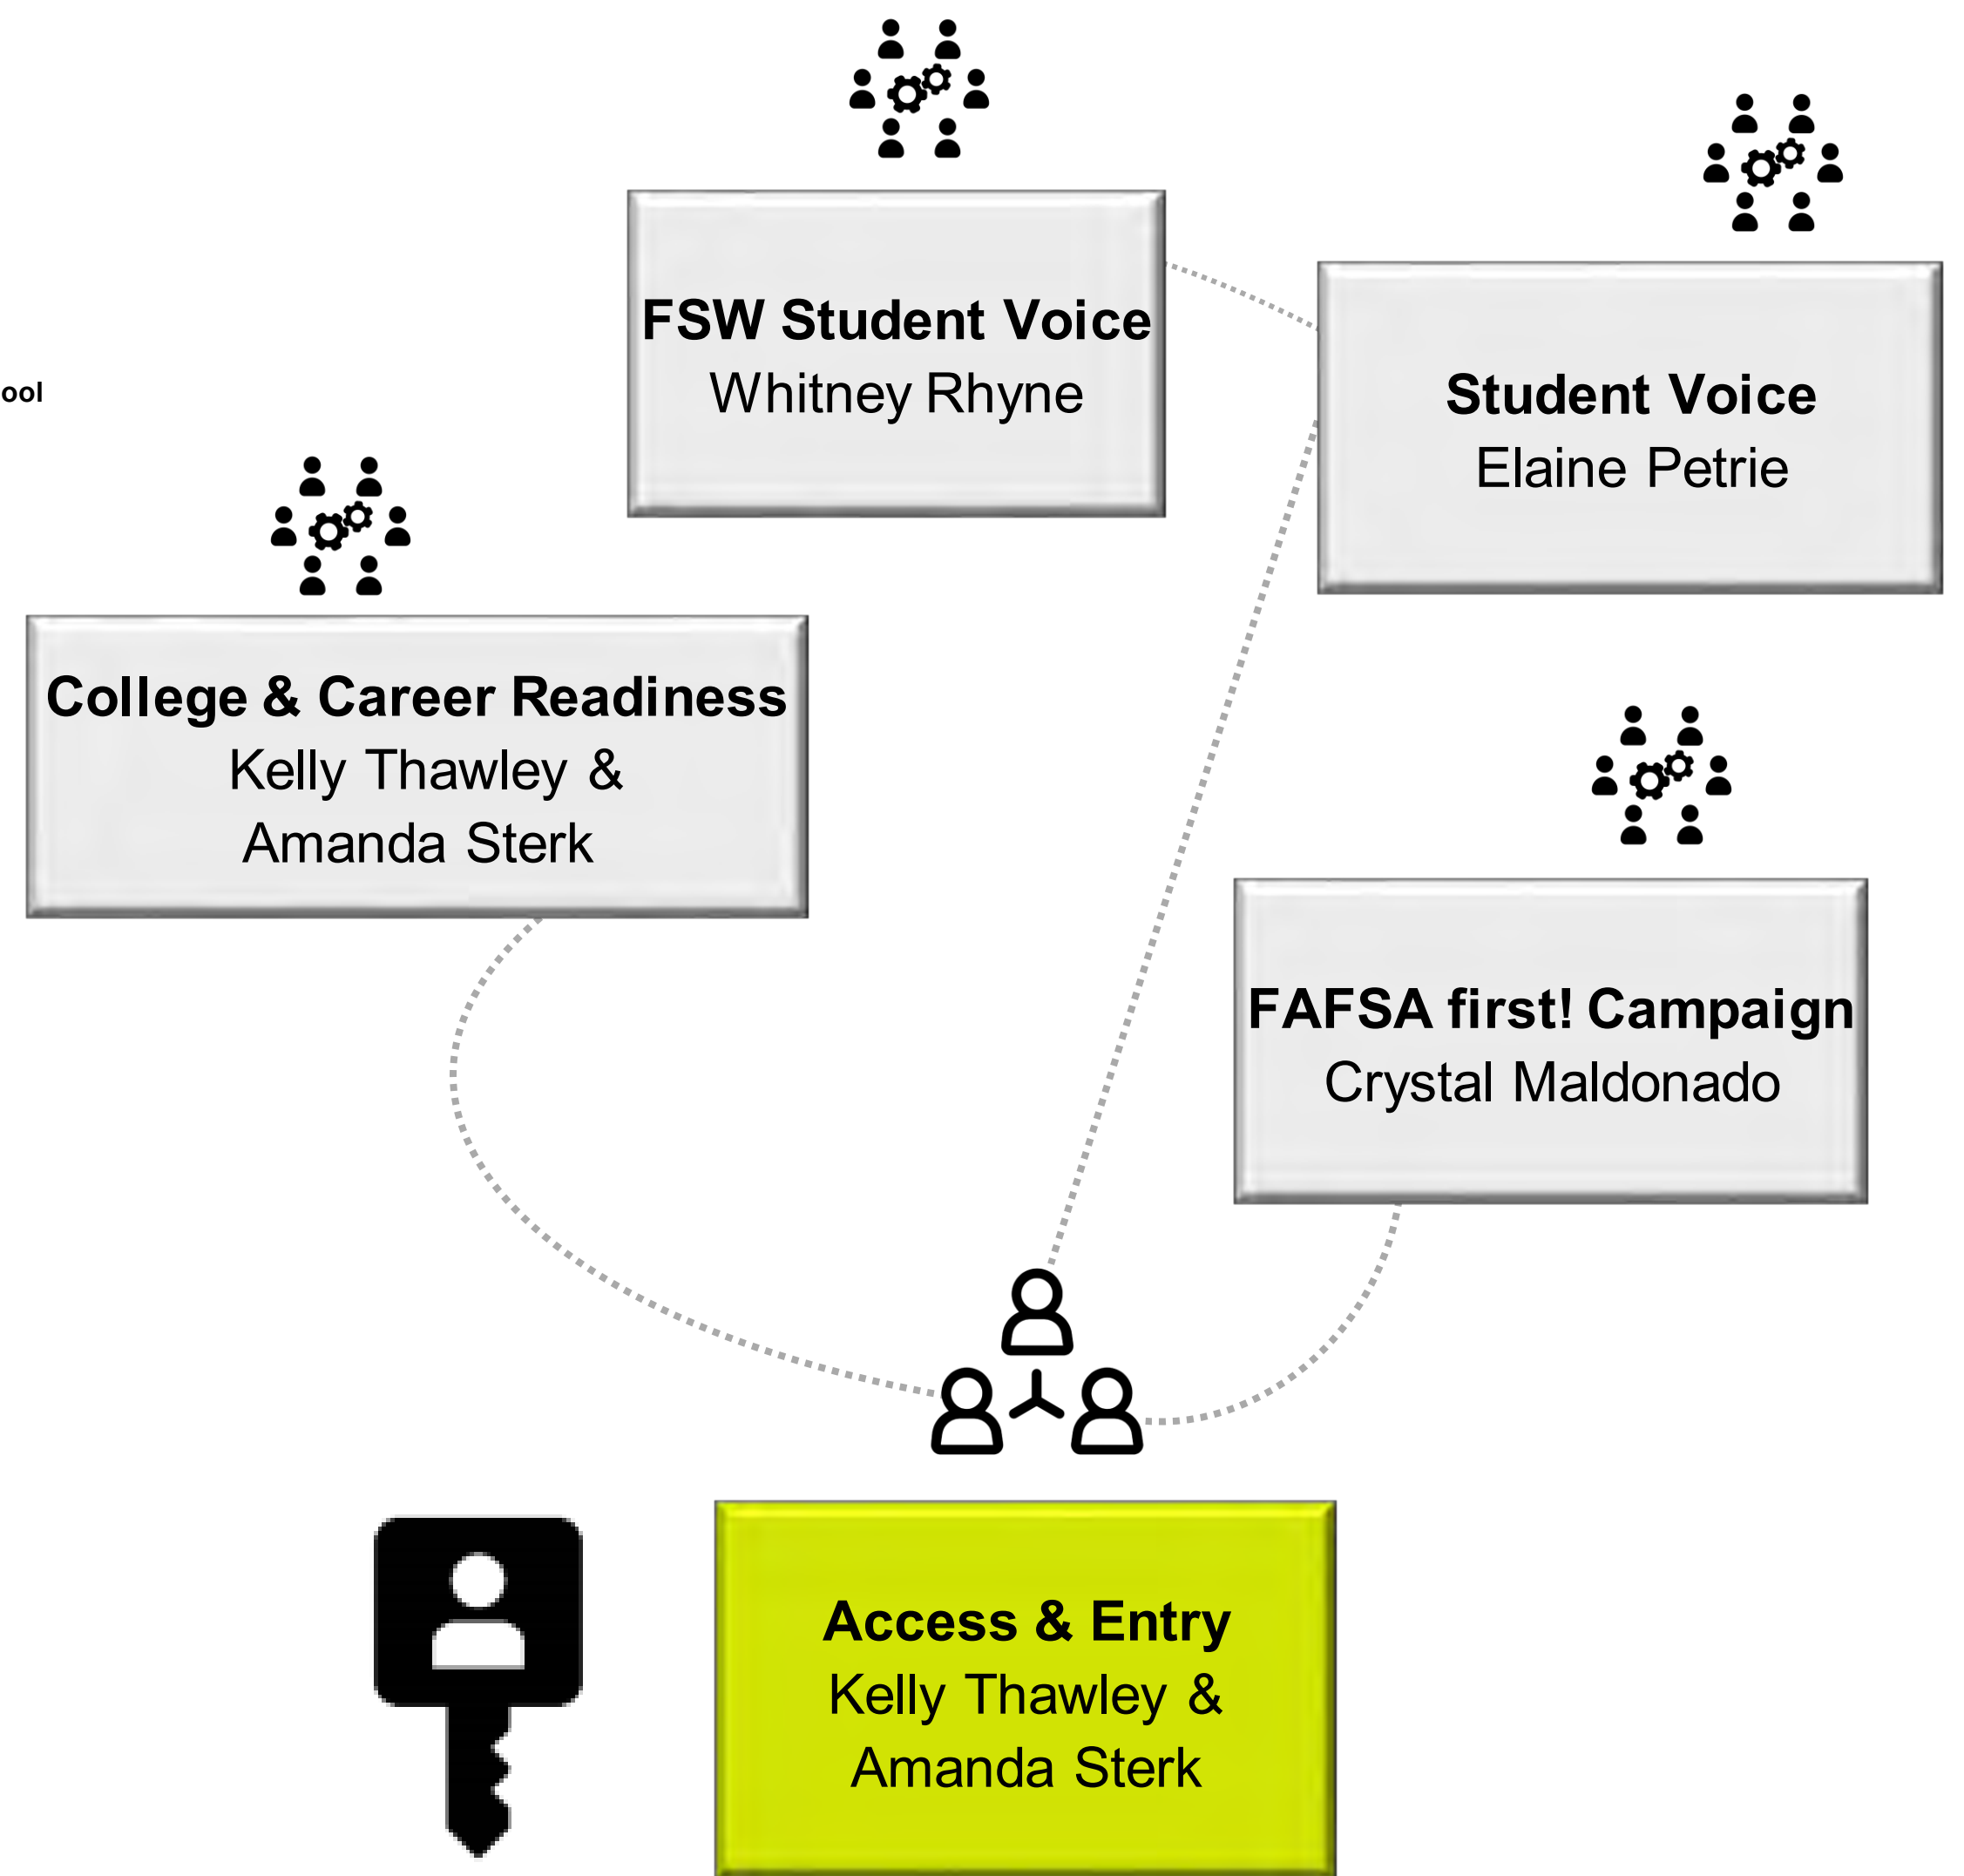 FSW Student Voice
Whitney Rhyne
Student Voice
Elaine Petrie
ool
College & Career Readiness
Kelly Thawley &
Amanda Sterk
FAFSA first! Campaign
Crystal Maldonado
Access & Entry
Kelly Thawley &
Amanda Sterk